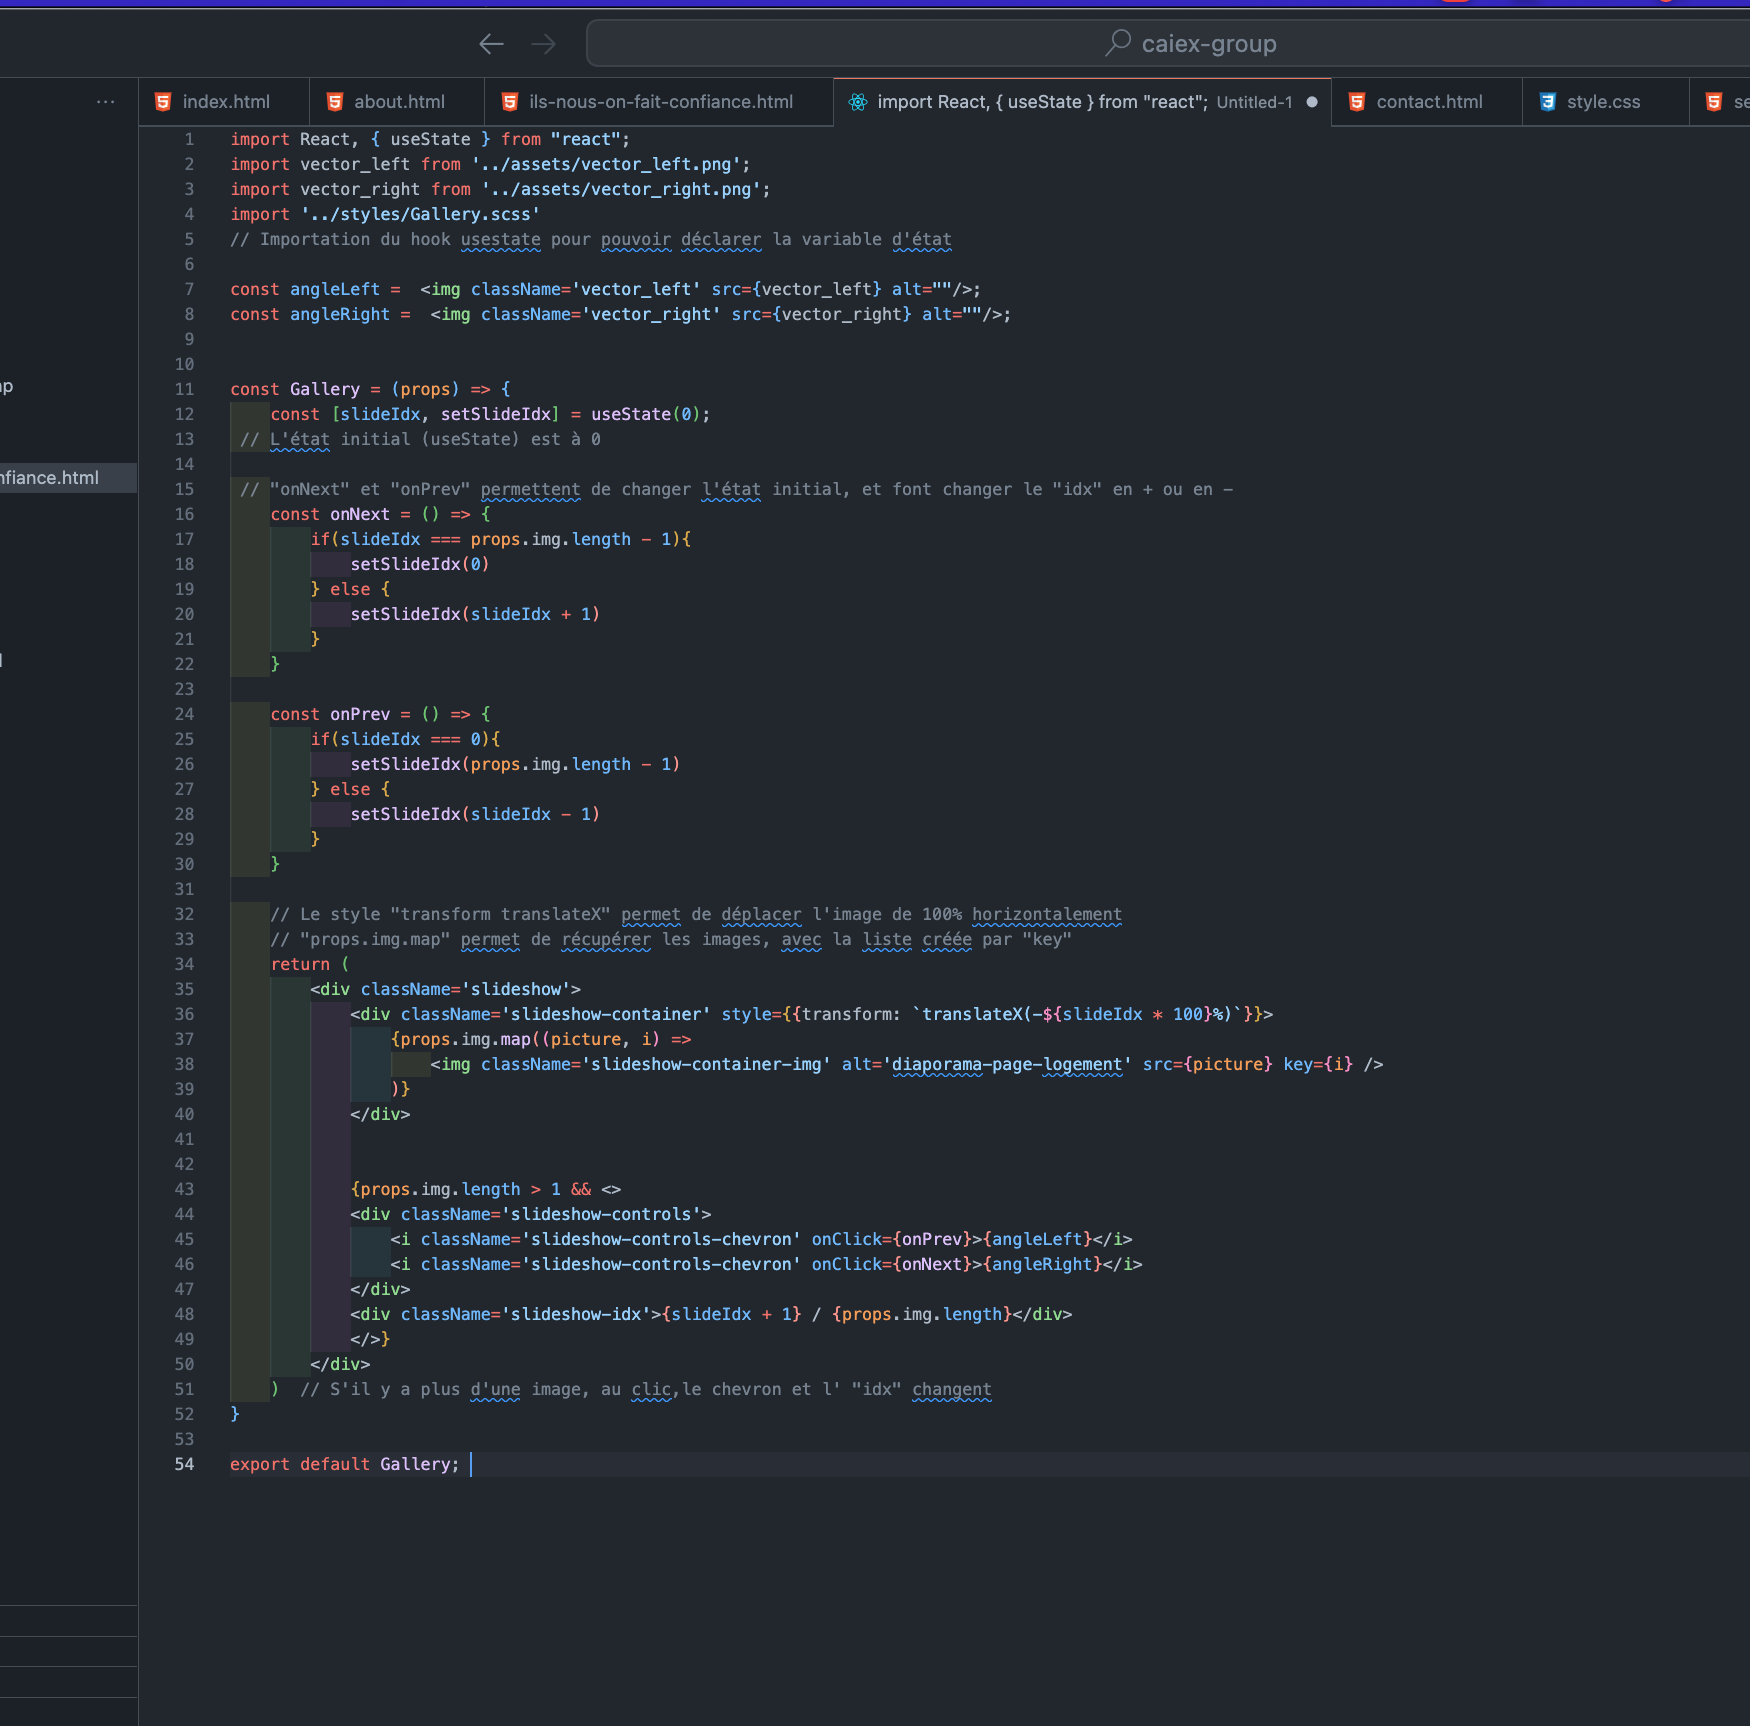 caiex-group
index.html
about.html
ils-nous-on-fait-confiance.html
import React, { useState } from "react"; Untitled-1
contact.html
style.css
se
ap
nfiance.html
1 import React, { useState } from "react";
2 import vector_left from '../assets/vector_left.png';
3 import vector_right from '../assets/vector_right.png';
4 import '../styles/Gallery.scss'
5 // Importation du hook usestate pour pouvoir déclarer la variable d'état
6
7 const angleLeft =  <img className='vector_left' src={vector_left} alt=""/>;
8 const angleRight =  <img className='vector_right' src={vector_right} alt=""/>;
9
10
11 const Gallery = (props) => {
12     const [slideIdx, setSlideIdx] = useState(0);
13  // L'état initial (useState) est à 0
14
15  // "onNext" et "onPrev" permettent de changer l'état initial, et font changer le "idx" en + ou en -
16     const onNext = () => {
17         if(slideIdx === props.img.length - 1){
18             setSlideIdx(0)
19         } else {
20             setSlideIdx(slideIdx + 1)
21         }
22     }
23
24     const onPrev = () => {
25         if(slideIdx === 0){
26             setSlideIdx(props.img.length - 1)
27         } else {
28             setSlideIdx(slideIdx - 1)
29         }
30     }
31
32     // Le style "transform translateX" permet de déplacer l'image de 100% horizontalement
33     // "props.img.map" permet de récupérer les images, avec la liste créée par "key"
34     return (
35         <div className='slideshow'>
36             <div className='slideshow-container' style={{transform: `translateX(-${slideIdx * 100}%)`}}>
37                 {props.img.map((picture, i) =>
38                     <img className='slideshow-container-img' alt='diaporama-page-logement' src={picture} key={i} />
39                 )}
40             </div>
41
42
43             {props.img.length > 1 && <>
44             <div className='slideshow-controls'>
45                 <i className='slideshow-controls-chevron' onClick={onPrev}>{angleLeft}</i>
46                 <i className='slideshow-controls-chevron' onClick={onNext}>{angleRight}</i>
47             </div>
48             <div className='slideshow-idx'>{slideIdx + 1} / {props.img.length}</div>
49             </>}
50         </div>
51     )  // S'il y a plus d'une image, au clic,le chevron et l' "idx" changent
52 }
53
54 export default Gallery;